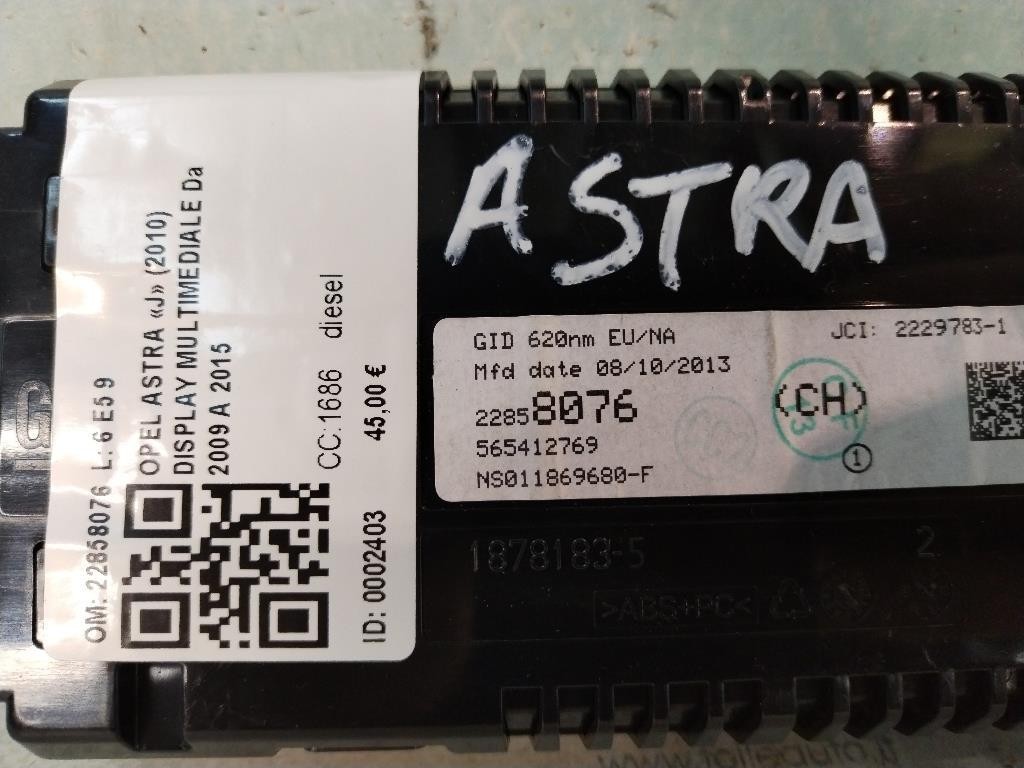 OM: 22858076 L: 6 E5 9
OPEL ASTRA «J» (2010)
DISPLAY MULTIMEDIALE Da
2009 A 2015
CC:1686 diesel
ID: 0002403 45,00 €
ASTRA
GID 620nm EU/NA
JCI: 2229783-1
Mfd date 08/10/2013
22858076
(CH)
565412769
1
NS011869680-F
1878183-5
2
>ABS+PC<